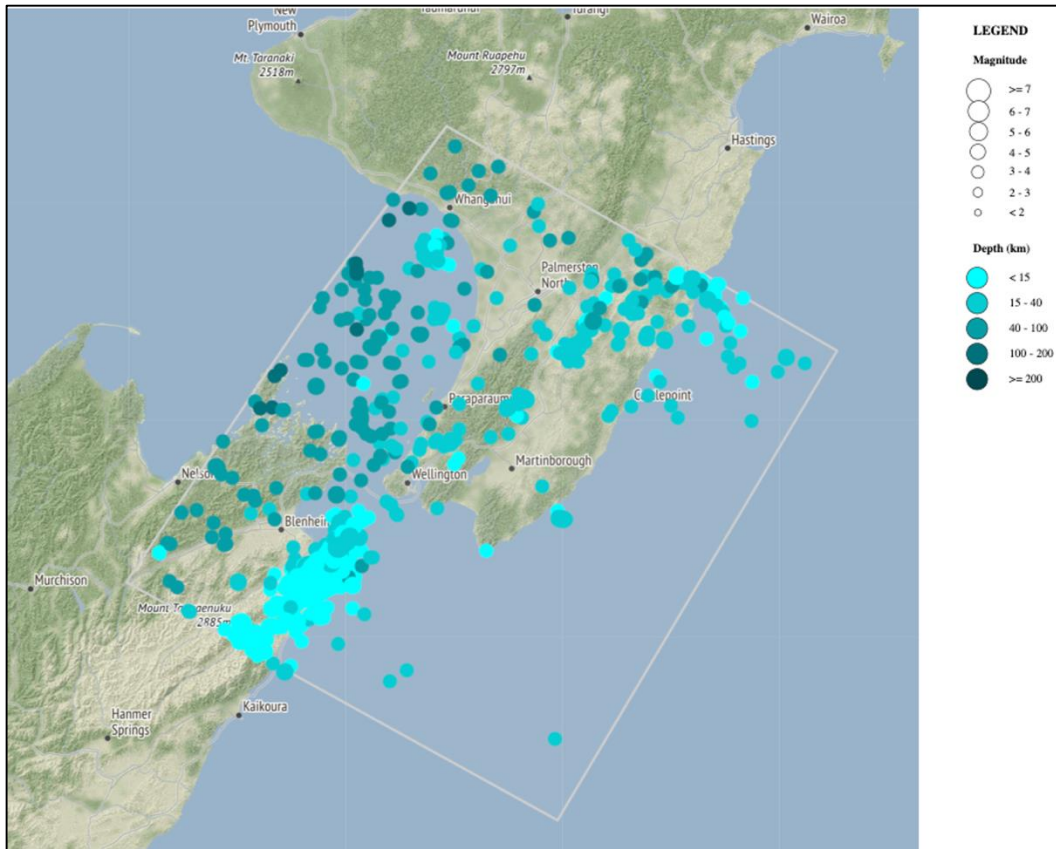 New
Plymouth
Turangi
Wairoa
Mt. Taranaki
2518m
Mount Ruapehu
2797m
Hastings
Whanganui
Palmerston
North
Paraparaumu
Castlepoint
Nelson
Wellington
Martinborough
Blenheim
Murchison
2885m
Kaikoura
Hanmer
Springs
LEGEND
Magnitude
>= 7
6 - 7
5 - 6
4 - 5
3 - 4
2 - 3
< 2
Depth (km)
< 15
15 - 40
40 - 100
100 - 200
>= 200